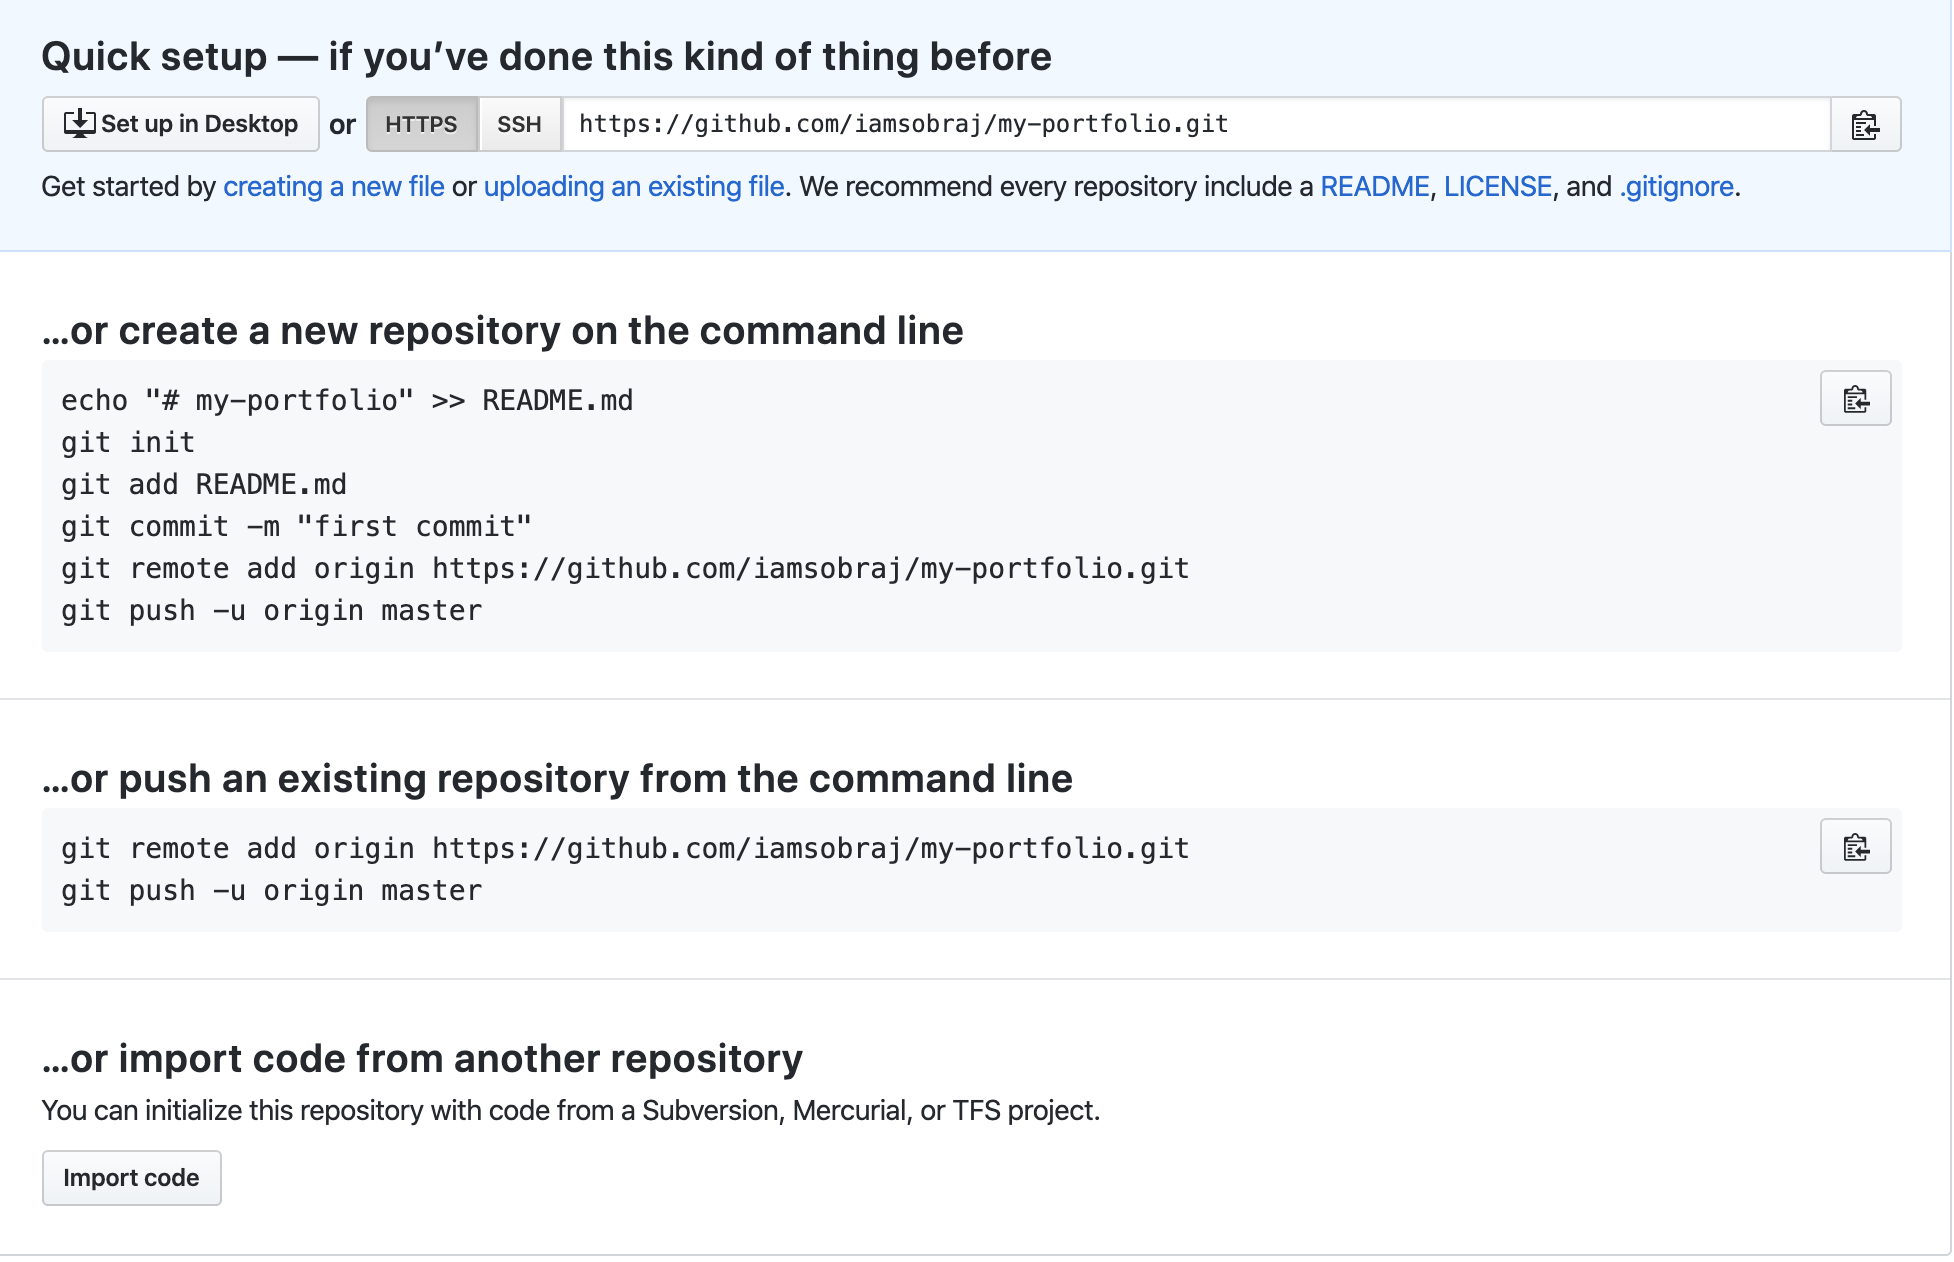 Quick setup — if you’ve done this kind of thing before
Set up in Desktop or HTTPS SSH https://github.com/iamsobraj/my-portfolio.git
Get started by creating a new file or uploading an existing file. We recommend every repository include a README, LICENSE, and .gitignore.
…or create a new repository on the command line
echo "# my-portfolio" >> README.md
git init
git add README.md
git commit -m "first commit"
git remote add origin https://github.com/iamsobraj/my-portfolio.git
git push -u origin master
…or push an existing repository from the command line
git remote add origin https://github.com/iamsobraj/my-portfolio.git
git push -u origin master
…or import code from another repository
You can initialize this repository with code from a Subversion, Mercurial, or TFS project.
Import code